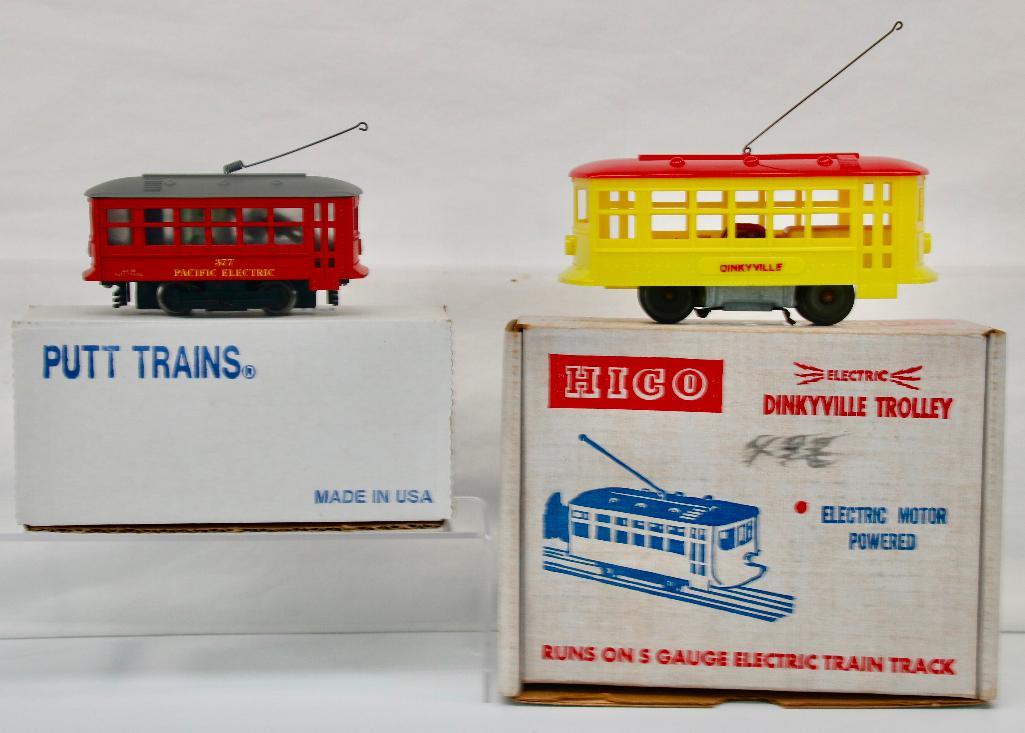 377
PACIFIC ELECTRIC
PUTT TRAINS®
MADE IN USA
DINKYVILLE
HICO
ELECTRIC
DINKYVILLE TROLLEY
ELECTRIC MOTOR
POWERED
RUNS ON S GAUGE ELECTRIC TRAIN TRACK